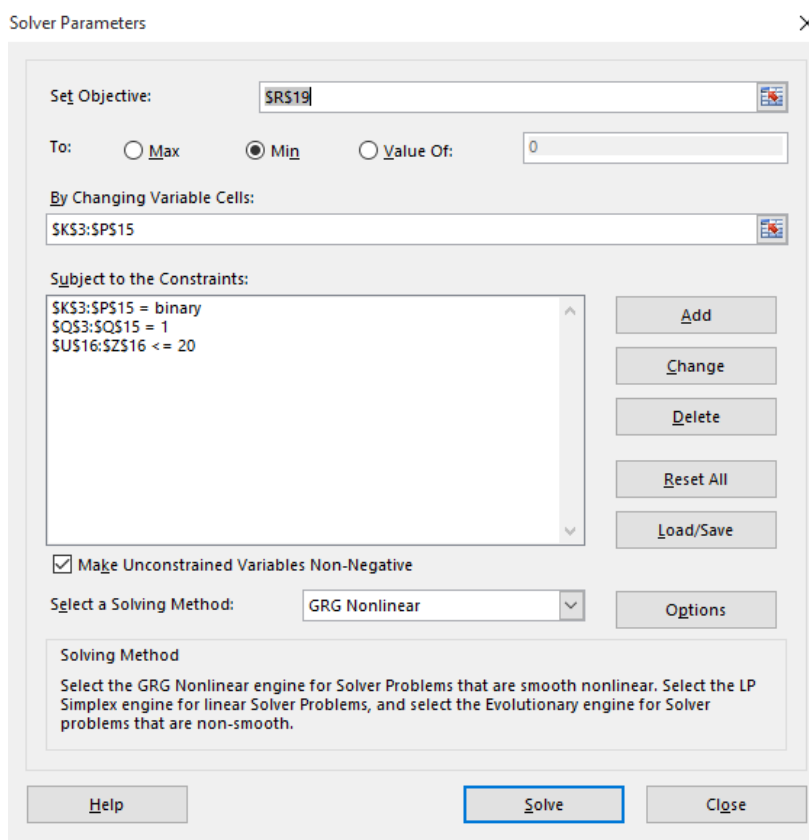 Solver Parameters
Set Objective: $R$19
To: Max Min Value Of: 0
By Changing Variable Cells:
$K$3:$P$15
Subject to the Constraints:
$K$3:$P$15 = binary
$Q$3:$Q$15 = 1
$U$16:$Z$16 <= 20
Add
Change
Delete
Reset All
Load/Save
Make Unconstrained Variables Non-Negative
Select a Solving Method: GRG Nonlinear Options
Solving Method
Select the GRG Nonlinear engine for Solver Problems that are smooth nonlinear. Select the LP
Simplex engine for linear Solver Problems, and select the Evolutionary engine for Solver
problems that are non-smooth.
Help Solve Close